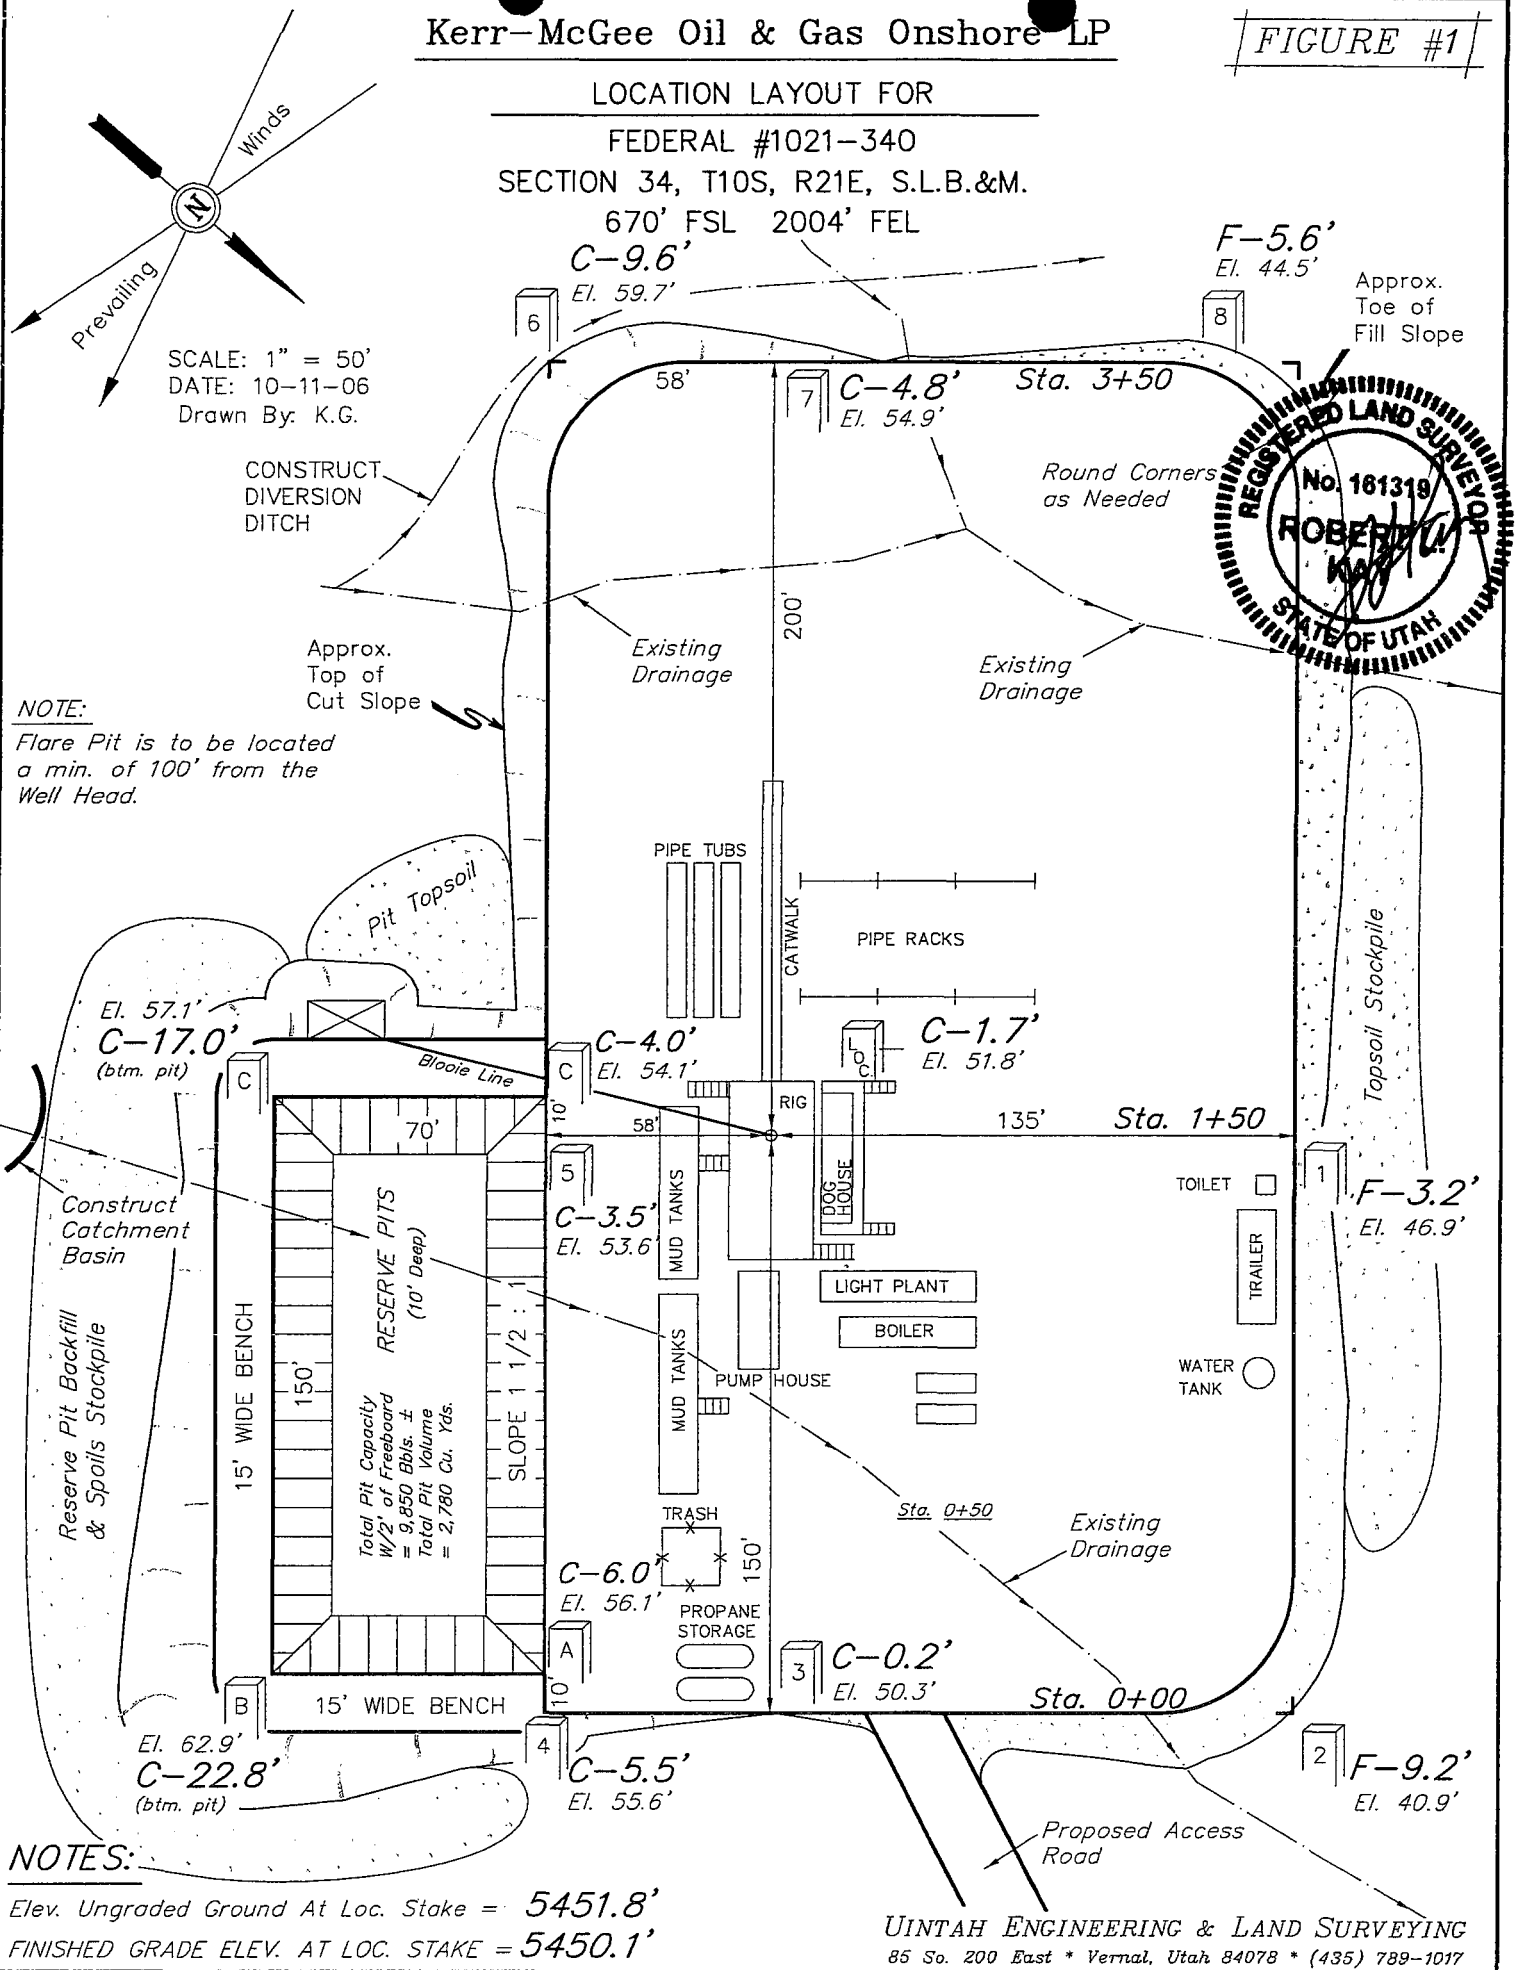 Kerr-McGee Oil & Gas Onshore LP
FIGURE #1
LOCATION LAYOUT FOR
FEDERAL #1021-34O
SECTION 34, T10S, R21E, S.L.B.&M.
670' FSL 2004' FEL
Winds
N
Prevailing
SCALE: 1" = 50'
DATE: 10-11-06
Drawn By: K.G.
C-9.6'
El. 59.7'
6
F-5.6'
El. 44.5'
8
Approx.
Toe of
Fill Slope
58'
7
C-4.8'
El. 54.9'
Sta. 3+50
CONSTRUCT
DIVERSION
DITCH
Round Corners
as Needed
REGISTERED LAND SURVEYOR
No. 161319
ROBERT
STATE OF UTAH
200'
Approx.
Top of
Cut Slope
Existing
Drainage
Existing
Drainage
NOTE:
Flare Pit is to be located
a min. of 100' from the
Well Head.
Pit Topsoil
PIPE TUBS
CATWALK
PIPE RACKS
Topsoil Stockpile
El. 57.1'
C-17.0'
(btm. pit)
C
Blooie Line
C
C-4.0'
El. 54.1'
LOC.
C-1.7'
El. 51.8'
RIG
10'
70'
58'
135'
Sta. 1+50
5
C-3.5'
El. 53.6'
MUD TANKS
DOG
HOUSE
TOILET
1
F-3.2'
El. 46.9'
TRAILER
Construct
Catchment
Basin
RESERVE PITS
(10' Deep)
LIGHT PLANT
BOILER
MUD TANKS
PUMP HOUSE
WATER
TANK
Reserve Pit Backfill
& Spoils Stockpile
15' WIDE BENCH
150'
SLOPE 1 1/2 : 1
Total Pit Capacity
W/2' of Freeboard
= 9,850 Bbls. ±
Total Pit Volume
= 2,780 Cu. Yds.
TRASH
Sta. 0+50
Existing
Drainage
150'
C-6.0'
El. 56.1'
PROPANE
STORAGE
A
10'
3
C-0.2'
El. 50.3'
Sta. 0+00
B
15' WIDE BENCH
El. 62.9'
C-22.8'
(btm. pit)
4
C-5.5'
El. 55.6'
2
F-9.2'
El. 40.9'
Proposed Access
Road
NOTES:
Elev. Ungraded Ground At Loc. Stake = 5451.8'
FINISHED GRADE ELEV. AT LOC. STAKE = 5450.1'
UINTAH ENGINEERING & LAND SURVEYING
85 So. 200 East * Vernal, Utah 84078 * (435) 789-1017